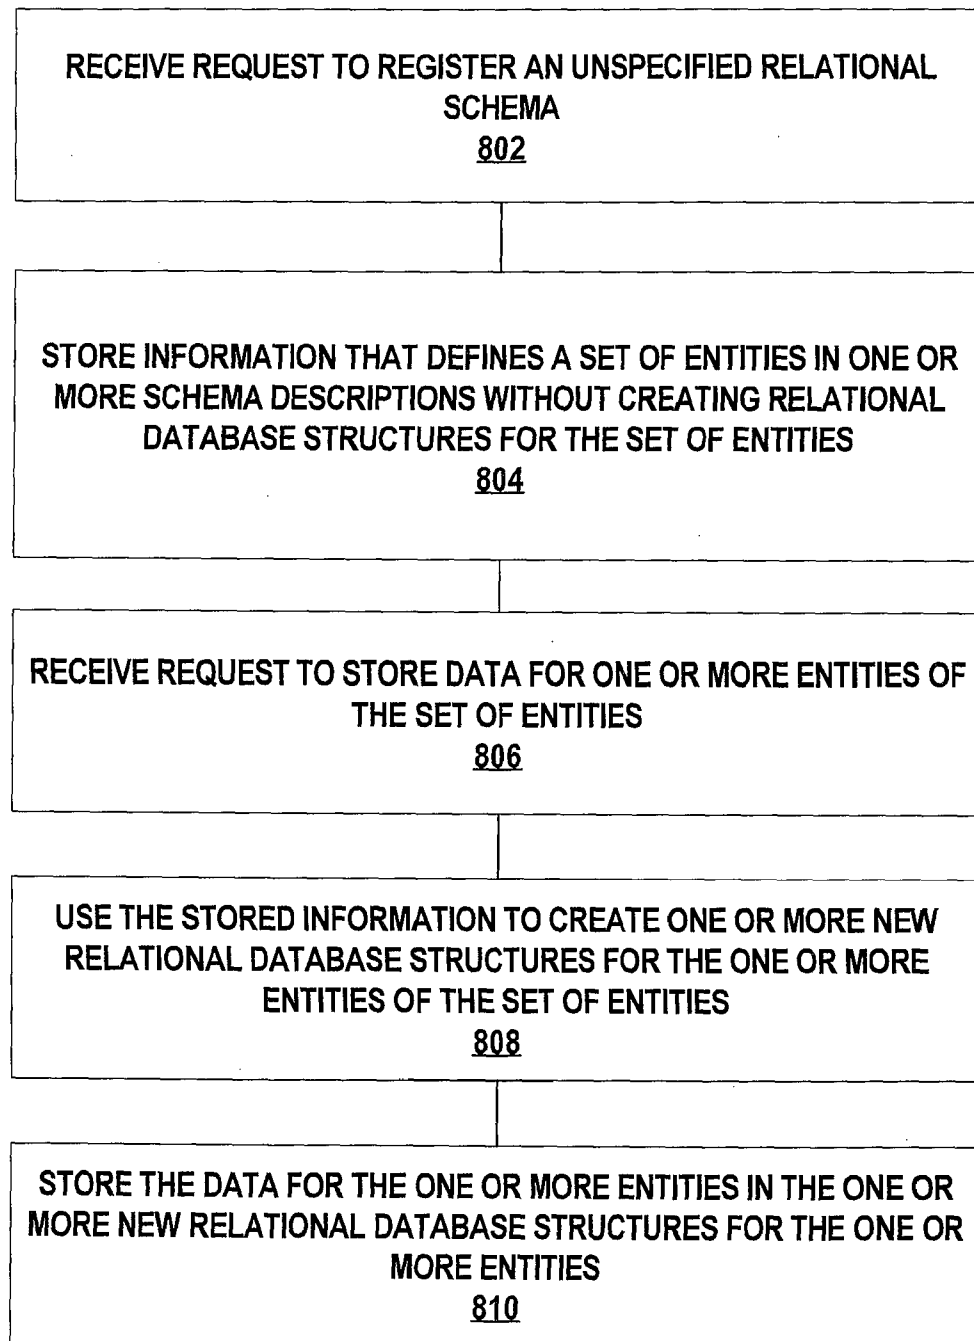 RECEIVE REQUEST TO REGISTER AN UNSPECIFIED RELATIONAL
SCHEMA
802
STORE INFORMATION THAT DEFINES A SET OF ENTITIES IN ONE OR
MORE SCHEMA DESCRIPTIONS WITHOUT CREATING RELATIONAL
DATABASE STRUCTURES FOR THE SET OF ENTITIES
804
RECEIVE REQUEST TO STORE DATA FOR ONE OR MORE ENTITIES OF
THE SET OF ENTITIES
806
USE THE STORED INFORMATION TO CREATE ONE OR MORE NEW
RELATIONAL DATABASE STRUCTURES FOR THE ONE OR MORE
ENTITIES OF THE SET OF ENTITIES
808
STORE THE DATA FOR THE ONE OR MORE ENTITIES IN THE ONE OR
MORE NEW RELATIONAL DATABASE STRUCTURES FOR THE ONE OR
MORE ENTITIES
810